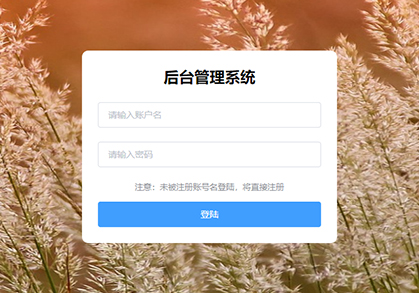 后台管理系统
请输入账户名
请输入密码
注意：未被注册账号名登陆，将直接注册
登陆